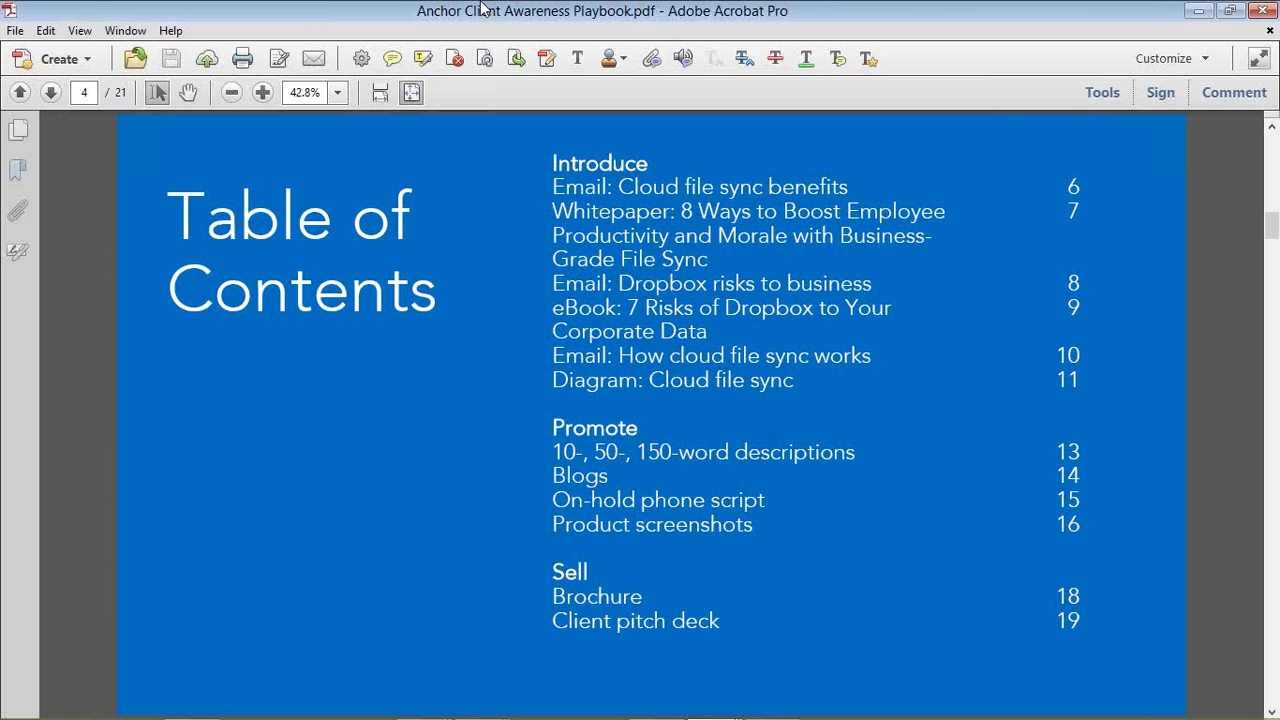 Anchor Client Awareness Playbook.pdf - Adobe Acrobat Pro
File Edit View Window Help
Create
Customize
4 / 21
42.8%
Tools Sign Comment
Table of
Contents
Introduce
Email: Cloud file sync benefits 6
Whitepaper: 8 Ways to Boost Employee 7
Productivity and Morale with Business-
Grade File Sync
Email: Dropbox risks to business 8
eBook: 7 Risks of Dropbox to Your 9
Corporate Data
Email: How cloud file sync works 10
Diagram: Cloud file sync 11
Promote
10-, 50-, 150-word descriptions 13
Blogs 14
On-hold phone script 15
Product screenshots 16
Sell
Brochure 18
Client pitch deck 19